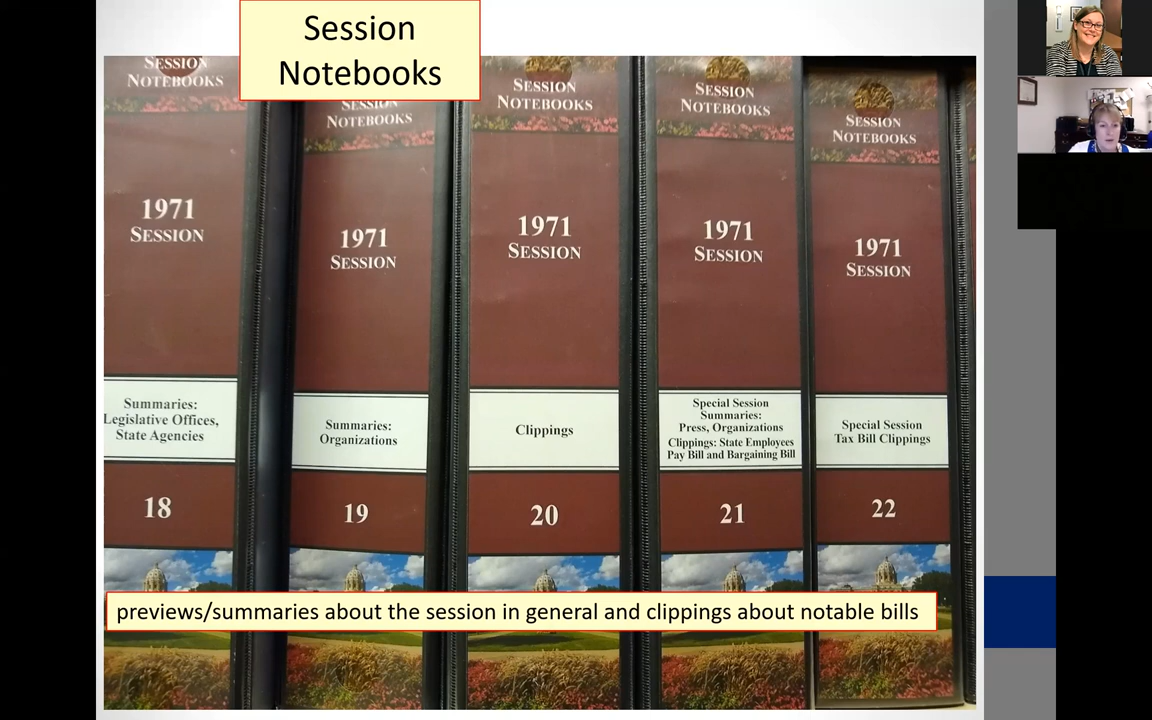 Session
Notebooks
SESSION
NOTEBOOKS
1971
SESSION
Summaries:
Legislative Offices,
State Agencies
18
SESSION
NOTEBOOKS
1971
SESSION
Summaries:
Organizations
19
SESSION
NOTEBOOKS
1971
SESSION
Clippings
20
SESSION
NOTEBOOKS
1971
SESSION
Special Session
Summaries:
Press, Organizations
Clippings: State Employees
Pay Bill and Bargaining Bill
21
SESSION
NOTEBOOKS
1971
SESSION
Special Session
Tax Bill Clippings
22
previews/summaries about the session in general and clippings about notable bills